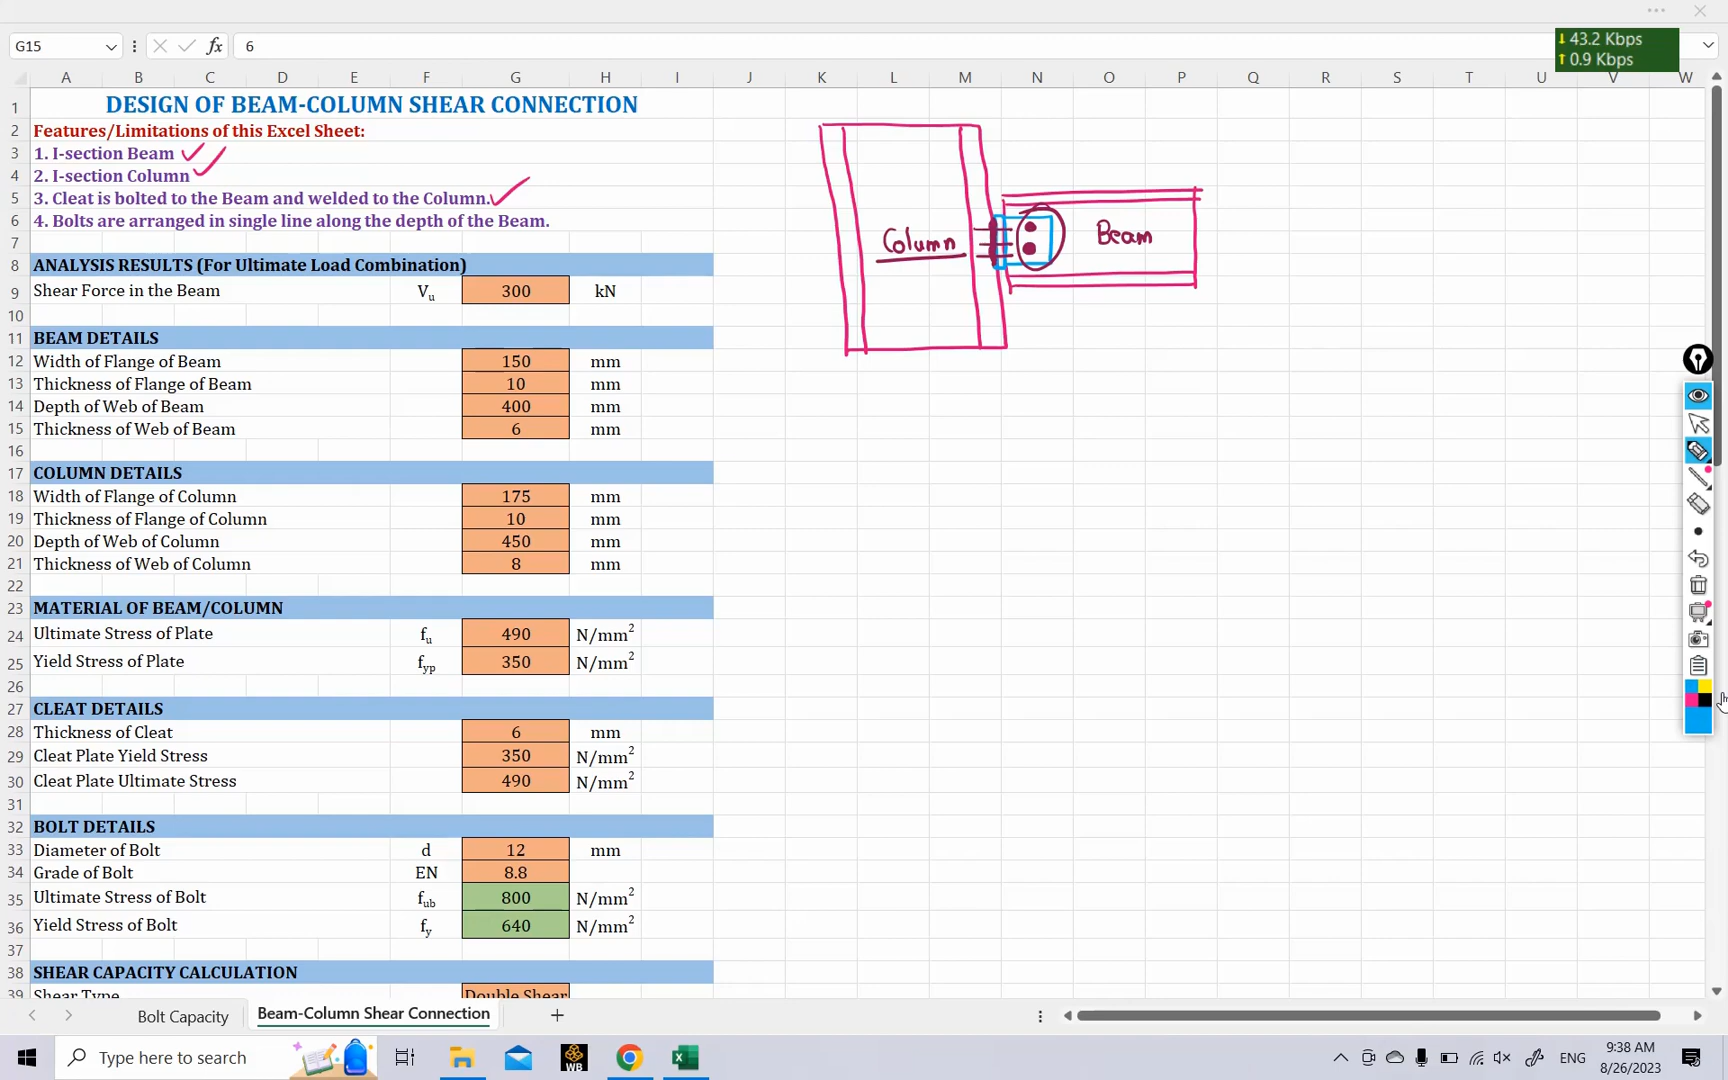 G15
fx
6
43.2 Kbps
0.9 Kbps
A B C D E F G H I J K L M N O P Q R S T U V W
1 DESIGN OF BEAM-COLUMN SHEAR CONNECTION
2 Features/Limitations of this Excel Sheet:
3 1. I-section Beam
4 2. I-section Column
5 3. Cleat is bolted to the Beam and welded to the Column.
6 4. Bolts are arranged in single line along the depth of the Beam.
Column
Beam
7
8 ANALYSIS RESULTS (For Ultimate Load Combination)
9 Shear Force in the Beam Vu 300 kN
10
11 BEAM DETAILS
12 Width of Flange of Beam 150 mm
13 Thickness of Flange of Beam 10 mm
14 Depth of Web of Beam 400 mm
15 Thickness of Web of Beam 6 mm
16
17 COLUMN DETAILS
18 Width of Flange of Column 175 mm
19 Thickness of Flange of Column 10 mm
20 Depth of Web of Column 450 mm
21 Thickness of Web of Column 8 mm
22
23 MATERIAL OF BEAM/COLUMN
24 Ultimate Stress of Plate fu 490 N/mm²
25 Yield Stress of Plate fyp 350 N/mm²
26
27 CLEAT DETAILS
28 Thickness of Cleat 6 mm
29 Cleat Plate Yield Stress 350 N/mm²
30 Cleat Plate Ultimate Stress 490 N/mm²
31
32 BOLT DETAILS
33 Diameter of Bolt d 12 mm
34 Grade of Bolt EN 8.8
35 Ultimate Stress of Bolt fub 800 N/mm²
36 Yield Stress of Bolt fy 640 N/mm²
37
38 SHEAR CAPACITY CALCULATION
39 Shear Type Double Shear
Bolt Capacity Beam-Column Shear Connection
Type here to search
WB
ENG
9:38 AM
8/26/2023